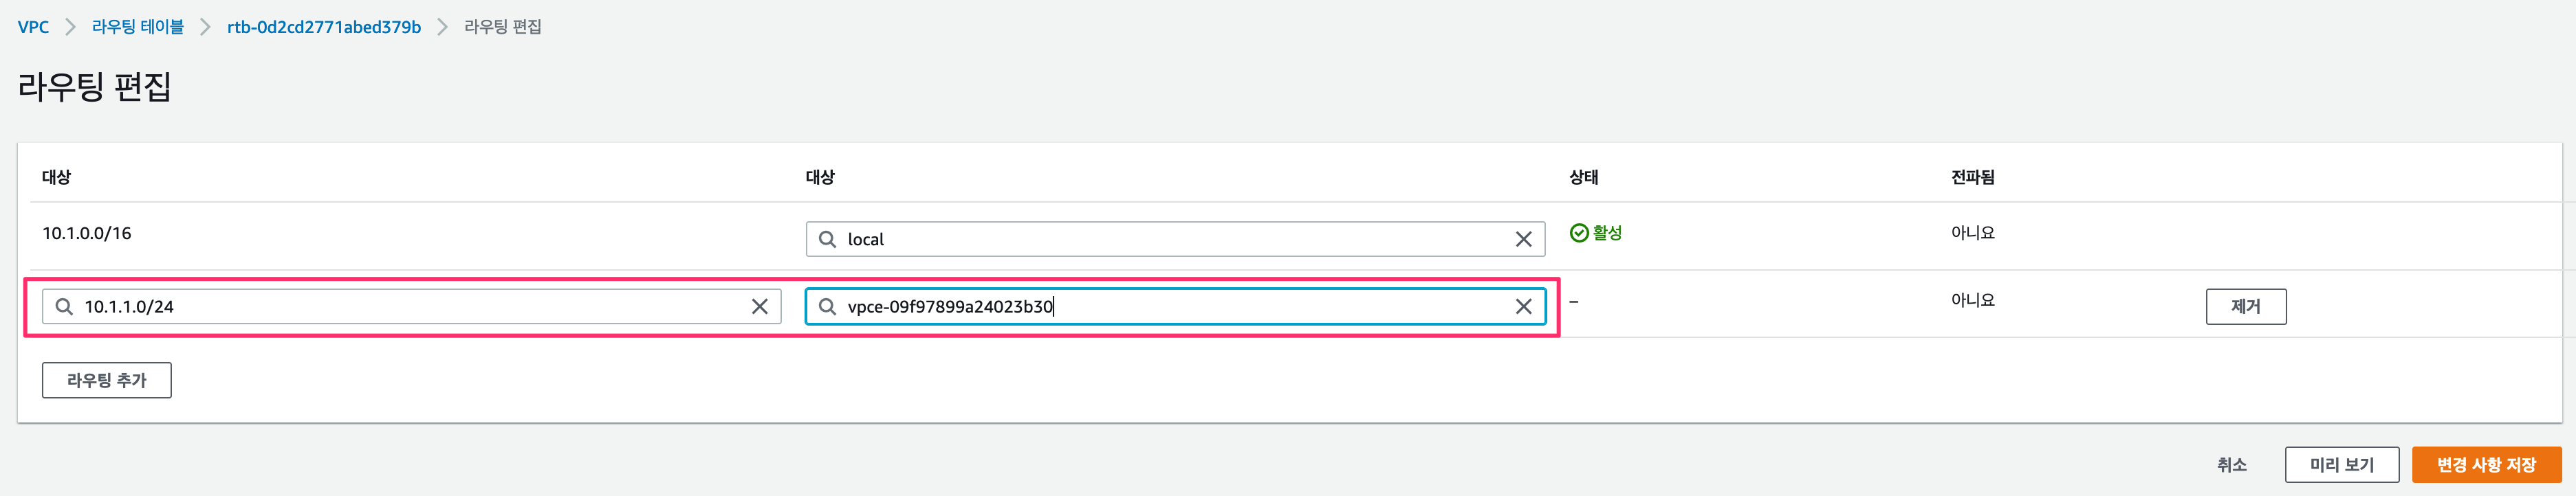 VPC 라우팅 테이블 rtb-0d2cd2771abed379b 라우팅 편집
라우팅 편집
대상 대상 상태 전파됨
10.1.0.0/16 local 활성 아니요
10.1.1.0/24 vpce-09f97899a24023b30 – 아니요 제거
라우팅 추가
취소 미리 보기 변경 사항 저장